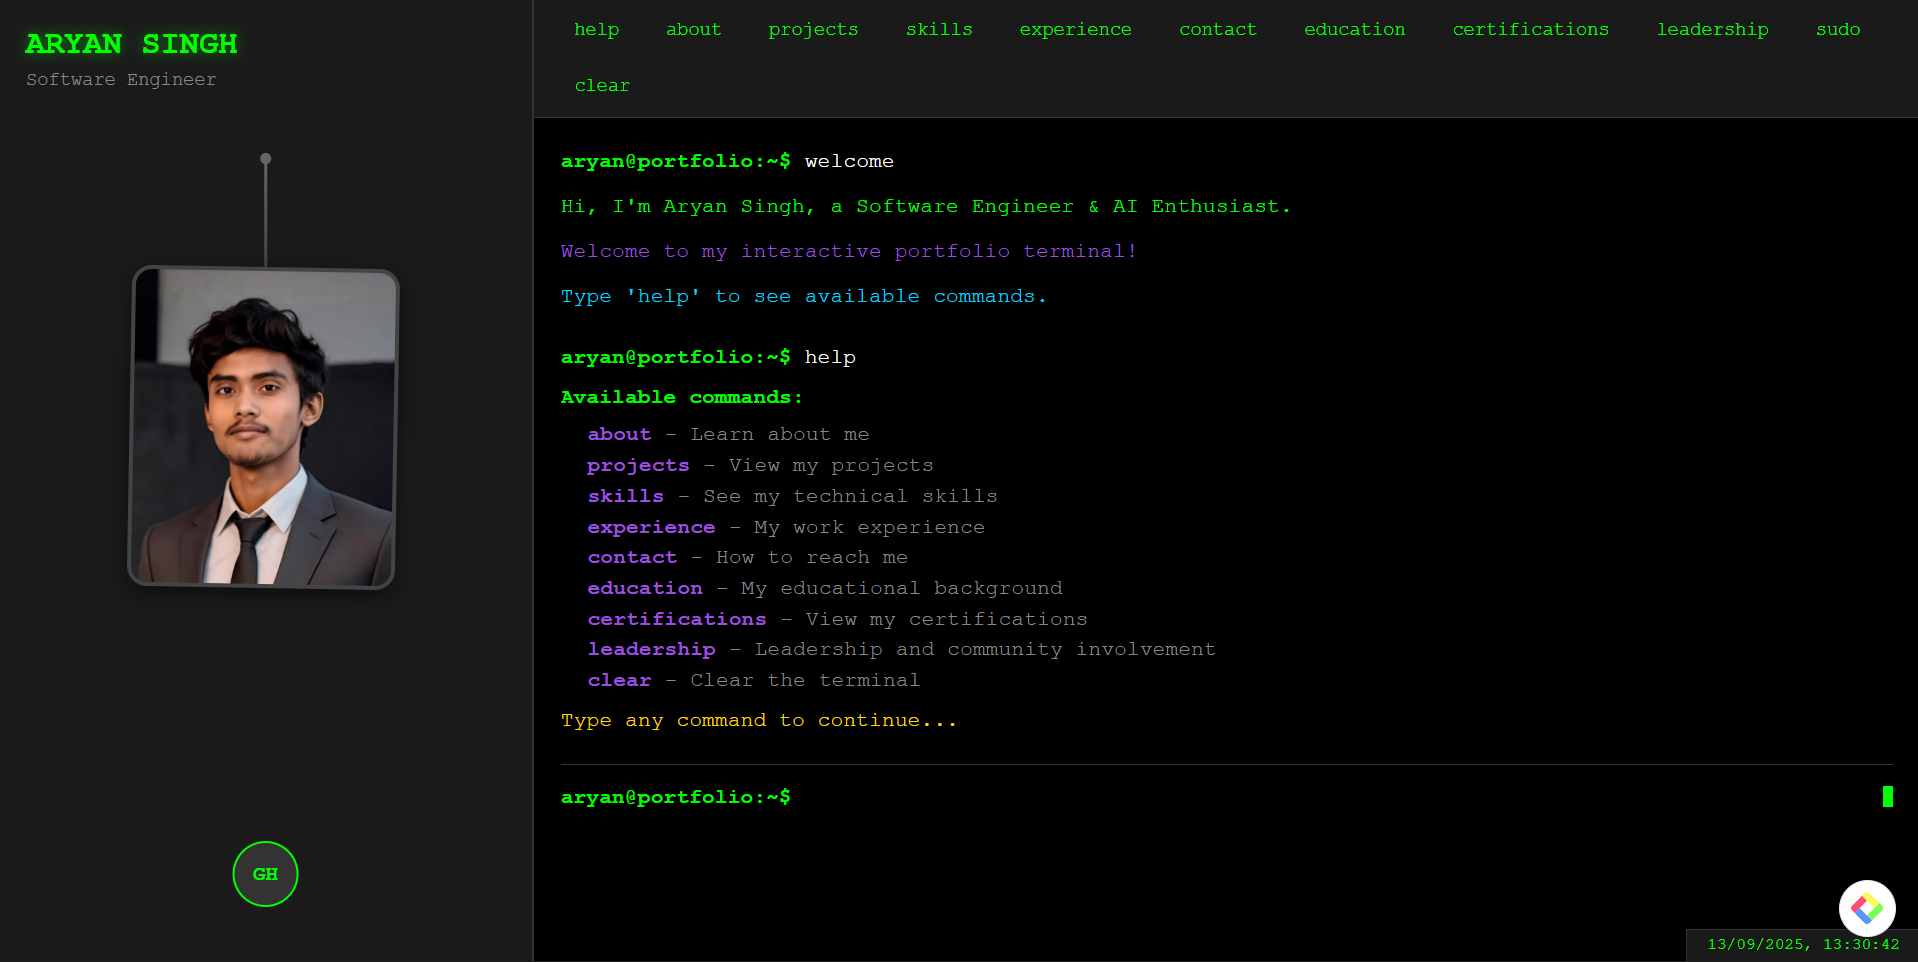 ARYAN SINGH
Software Engineer
GH
help about projects skills experience contact education certifications leadership sudo
clear
aryan@portfolio:~$ welcome
Hi, I'm Aryan Singh, a Software Engineer & AI Enthusiast.
Welcome to my interactive portfolio terminal!
Type 'help' to see available commands.
aryan@portfolio:~$ help
Available commands:
about - Learn about me
projects - View my projects
skills - See my technical skills
experience - My work experience
contact - How to reach me
education - My educational background
certifications - View my certifications
leadership - Leadership and community involvement
clear - Clear the terminal
Type any command to continue...
aryan@portfolio:~$
13/09/2025, 13:30:42